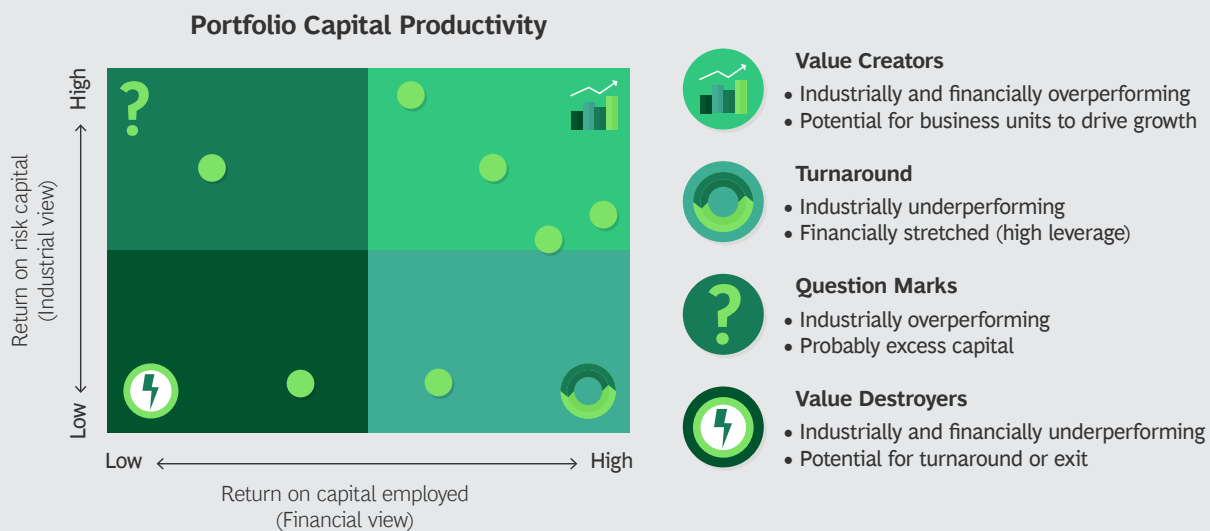 Portfolio Capital Productivity
High
Return on risk capital
(Industrial view)
Low
Low
High
Return on capital employed
(Financial view)
Value Creators
• Industrially and financially overperforming
• Potential for business units to drive growth
Turnaround
• Industrially underperforming
• Financially stretched (high leverage)
Question Marks
• Industrially overperforming
• Probably excess capital
Value Destroyers
• Industrially and financially underperforming
• Potential for turnaround or exit